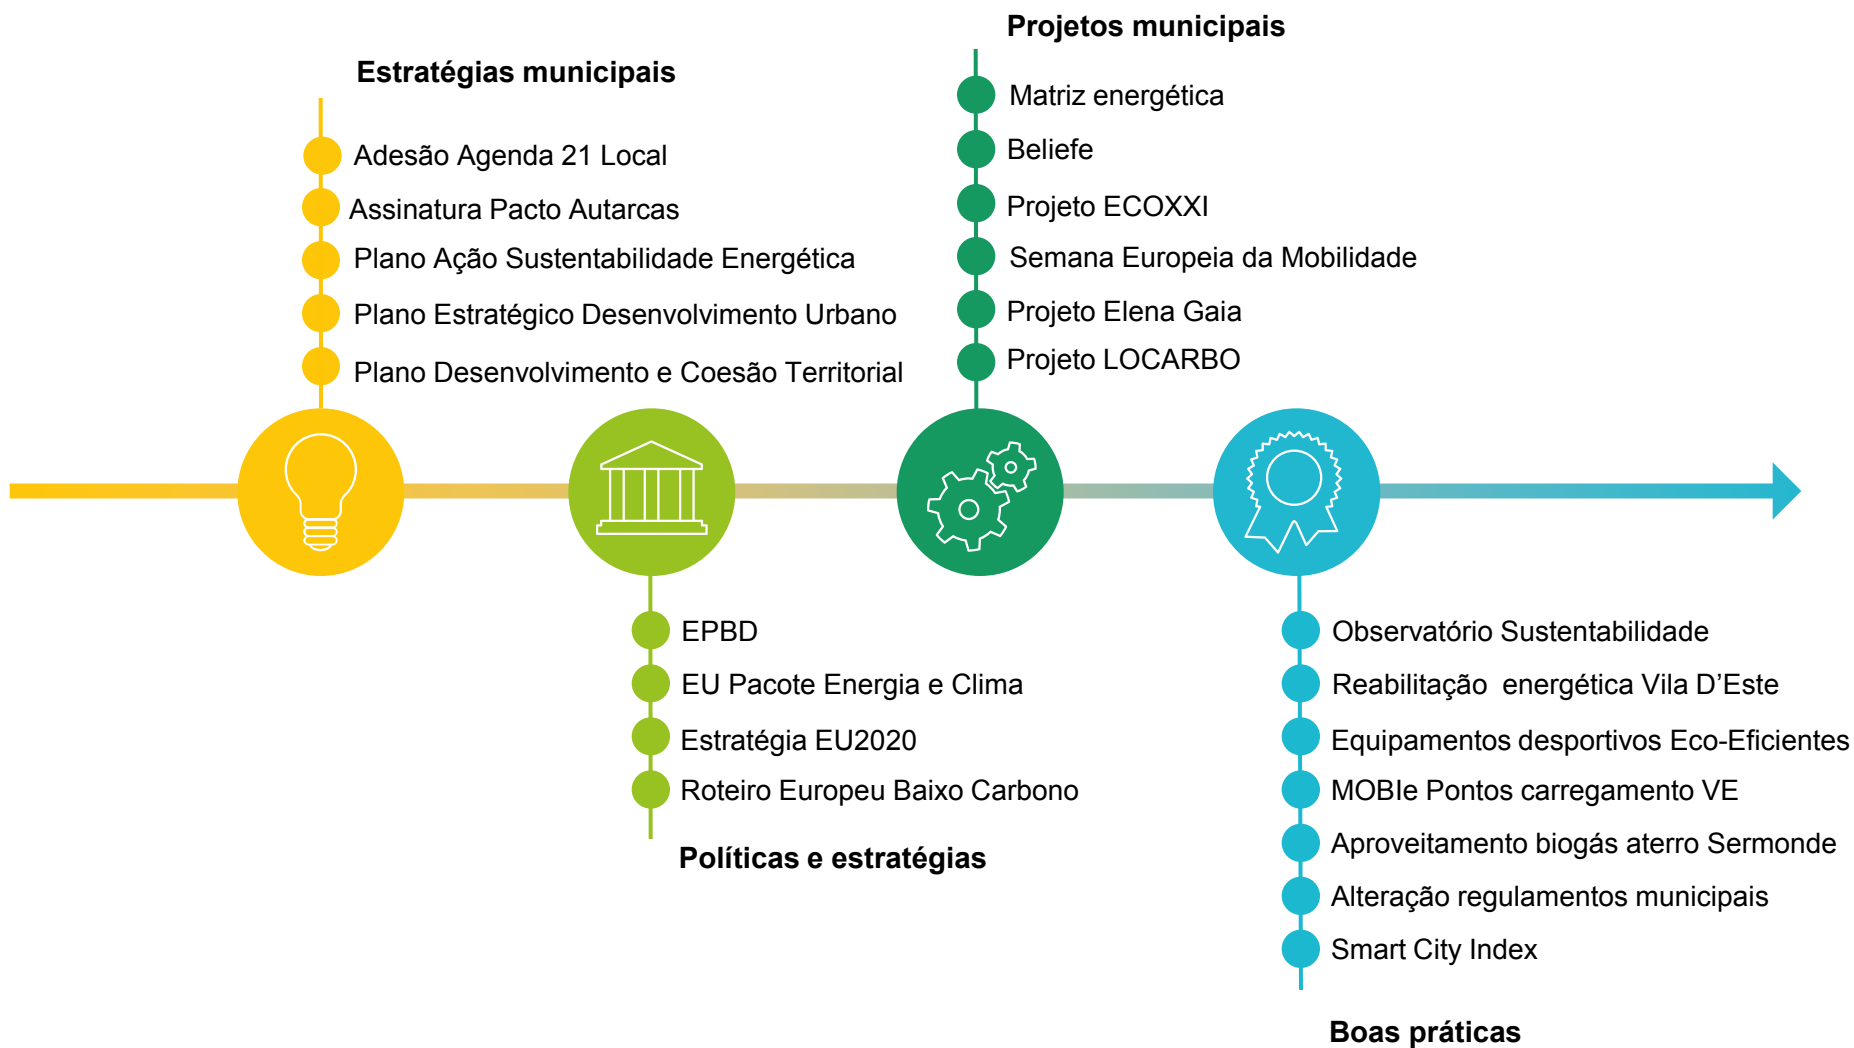 Estratégias municipais
Adesão Agenda 21 Local
Assinatura Pacto Autarcas
Plano Ação Sustentabilidade Energética
Plano Estratégico Desenvolvimento Urbano
Plano Desenvolvimento e Coesão Territorial
EPBD
EU Pacote Energia e Clima
Estratégia EU2020
Roteiro Europeu Baixo Carbono
Políticas e estratégias
Projetos municipais
Matriz energética
Beliefe
Projeto ECOXXI
Semana Europeia da Mobilidade
Projeto Elena Gaia
Projeto LOCARBO
Observatório Sustentabilidade
Reabilitação energética Vila D’Este
Equipamentos desportivos Eco-Eficientes
MOBIe Pontos carregamento VE
Aproveitamento biogás aterro Sermonde
Alteração regulamentos municipais
Smart City Index
Boas práticas